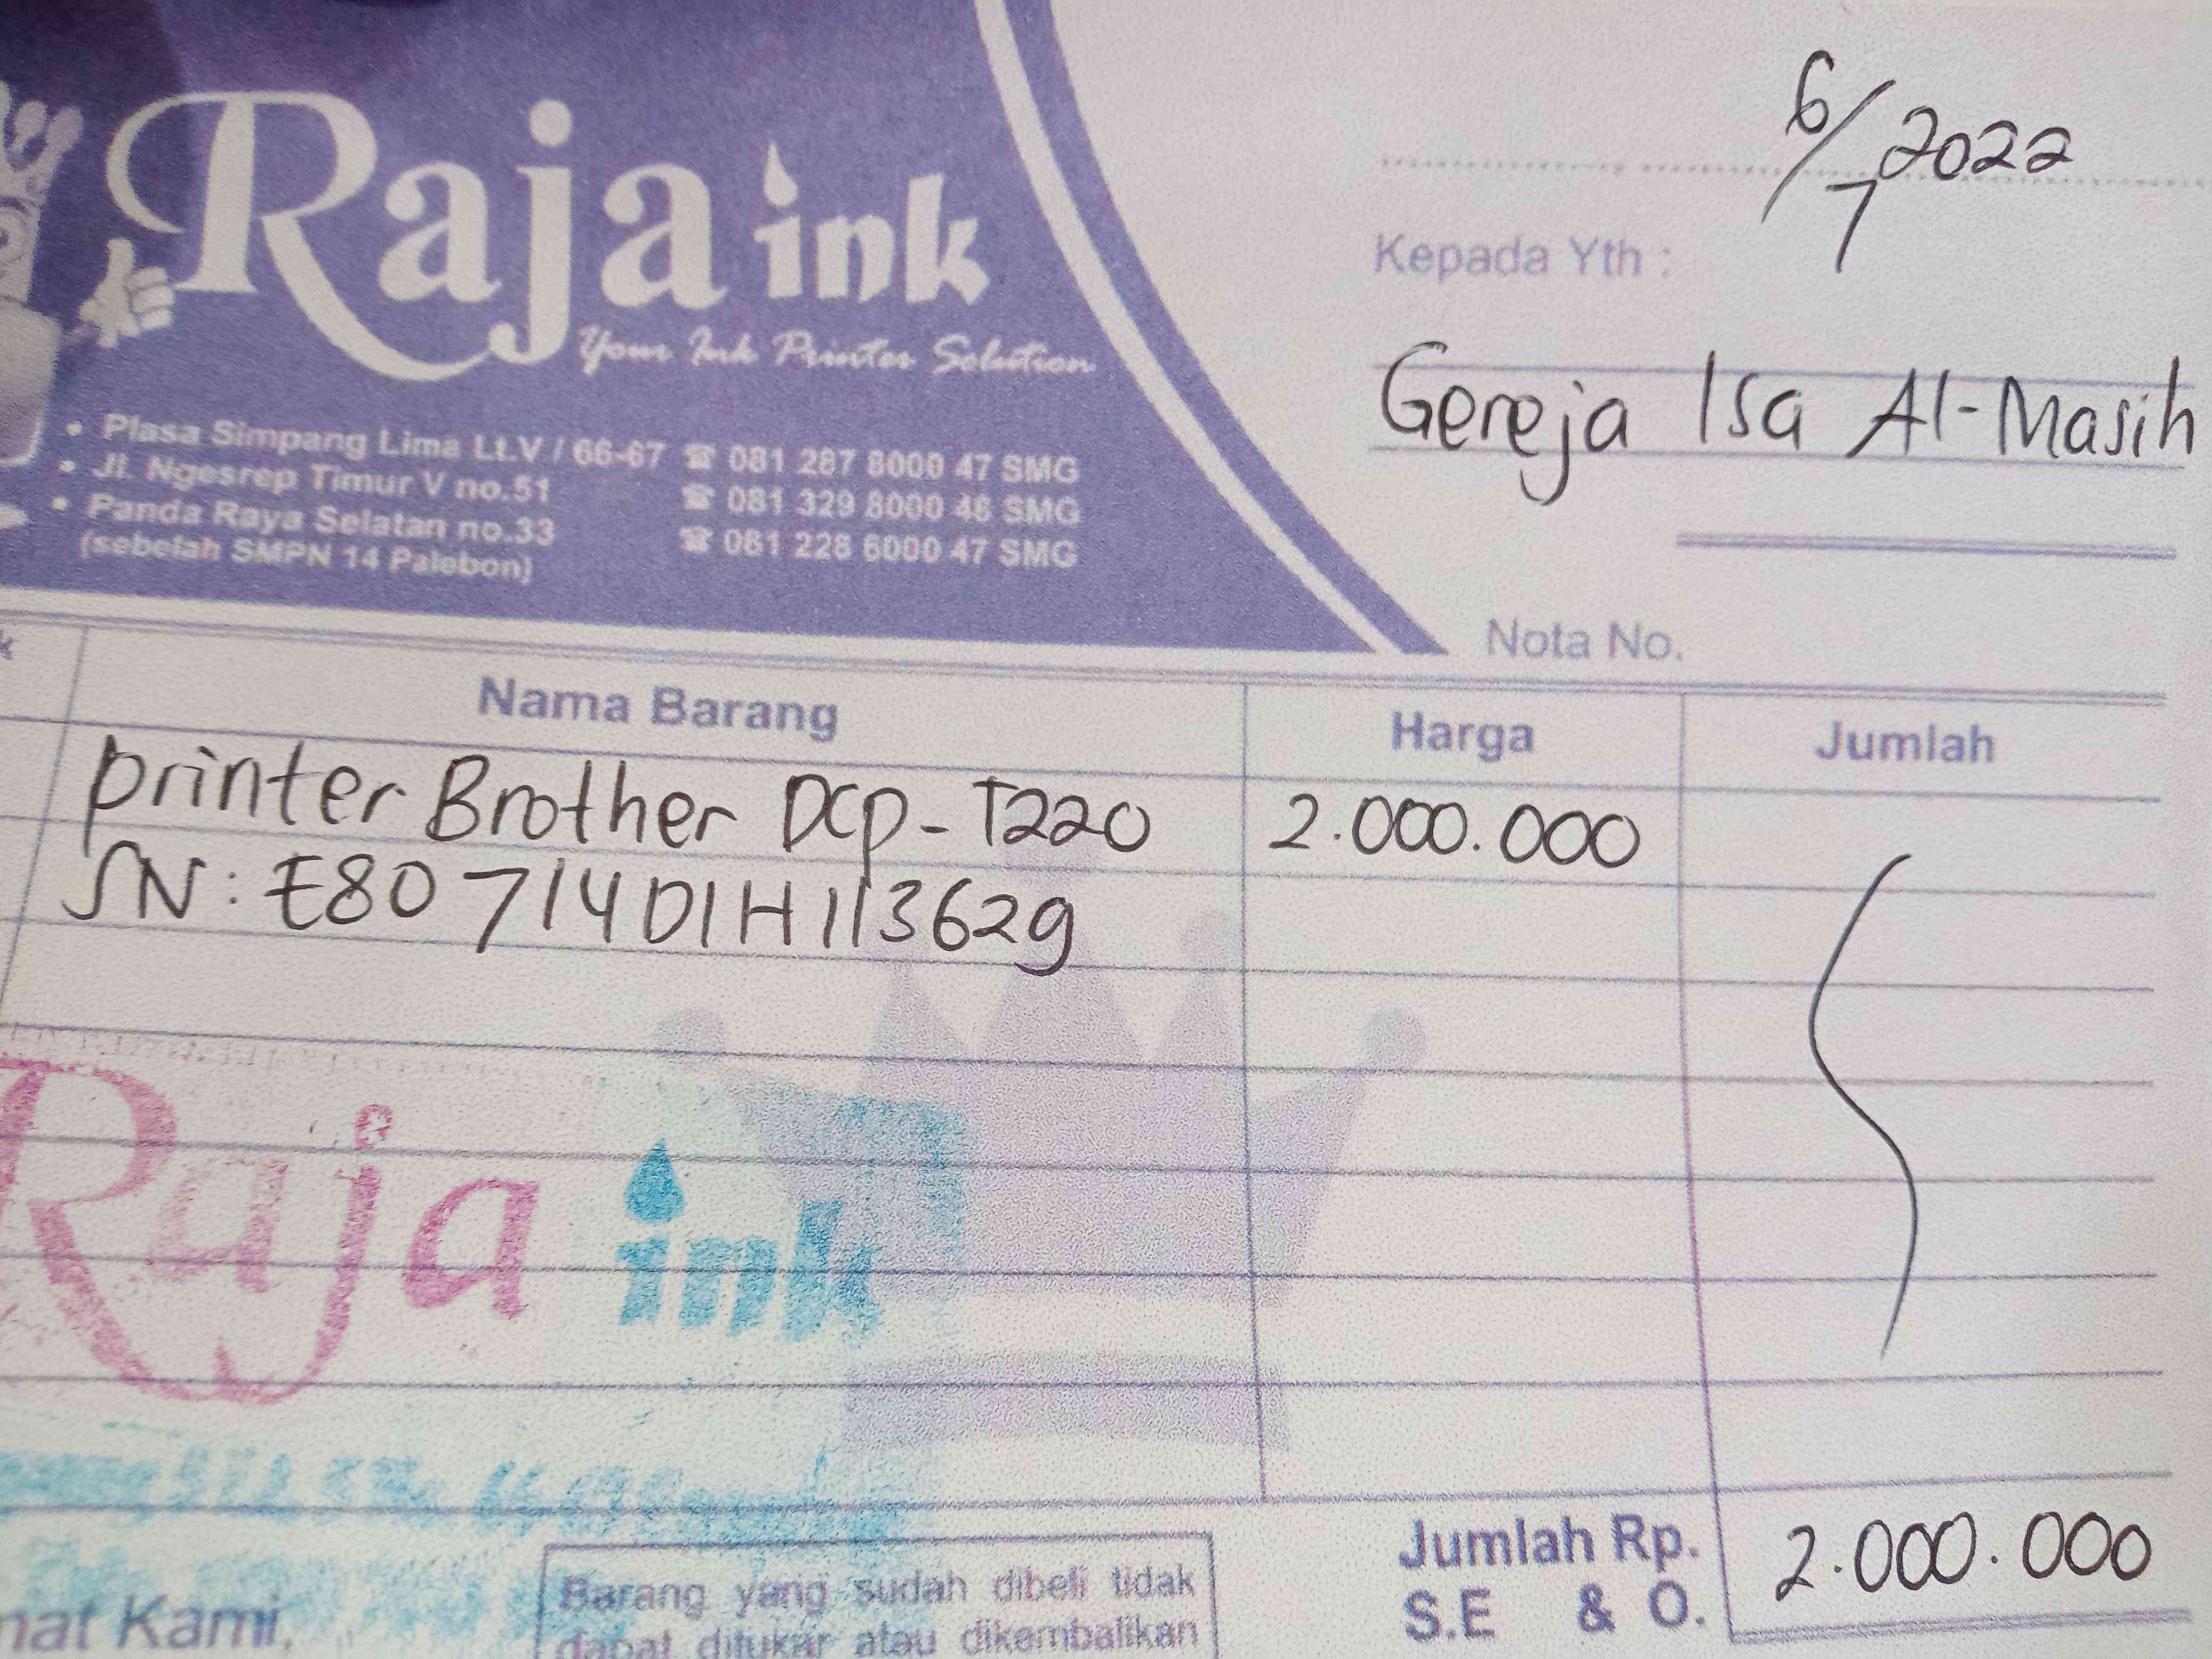 Raja ink
Your Ink Printer Solution
• Plasa Simpang Lima Lt.V / 66-67 ☎ 081 287 8000 47 SMG
• Jl. Ngesrep Timur V no.51 ☎ 081 329 8000 48 SMG
• Panda Raya Selatan no.33 ☎ 081 228 6000 47 SMG
(sebelah SMPN 14 Palebon)
6/7 2022
Kepada Yth :
Gereja Isa Al-Masih
Nota No.
k Nama Barang Harga Jumlah
printer Brother DCP-T220 2.000.000
SN: E80714D1H113629
Raja ink
Jumlah Rp. 2.000.000
S.E & O.
mat Kami,
Barang yang sudah dibeli tidak
dapat ditukar atau dikembalikan